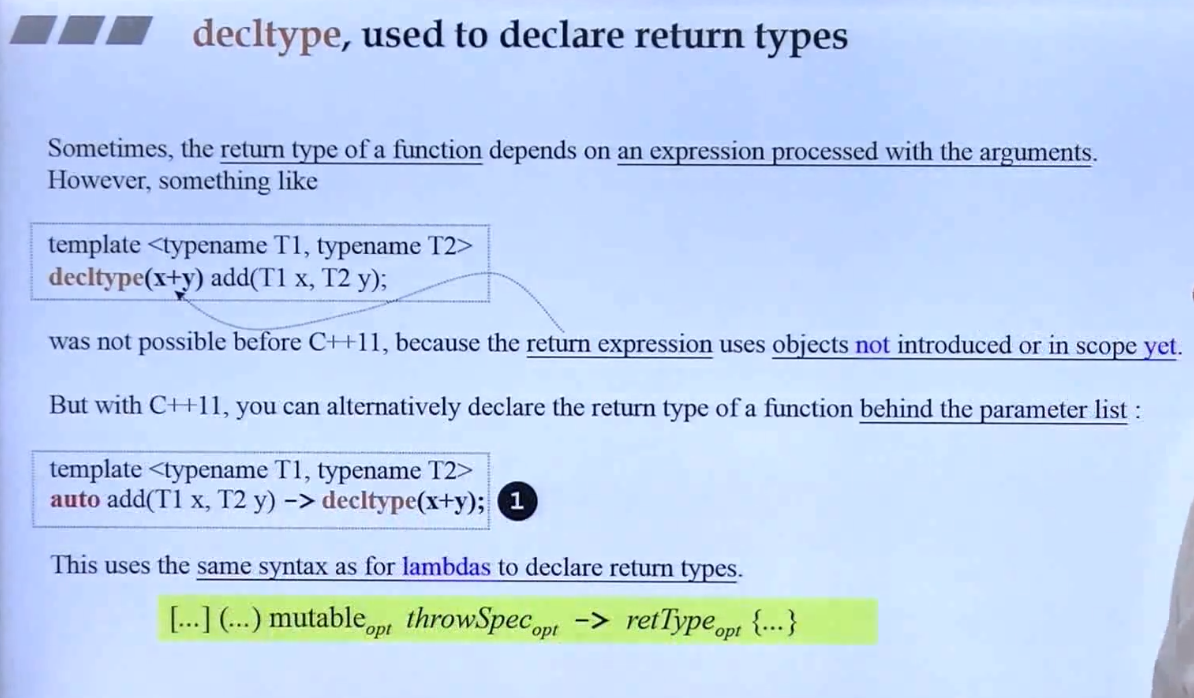 decltype, used to declare return types
Sometimes, the return type of a function depends on an expression processed with the arguments.
However, something like
template <typename T1, typename T2>
decltype(x+y) add(T1 x, T2 y);
was not possible before C++11, because the return expression uses objects not introduced or in scope yet.
But with C++11, you can alternatively declare the return type of a function behind the parameter list :
template <typename T1, typename T2>
auto add(T1 x, T2 y) -> decltype(x+y); 1
This uses the same syntax as for lambdas to declare return types.
[...] (...) mutable opt throwSpec opt -> retType opt {...}